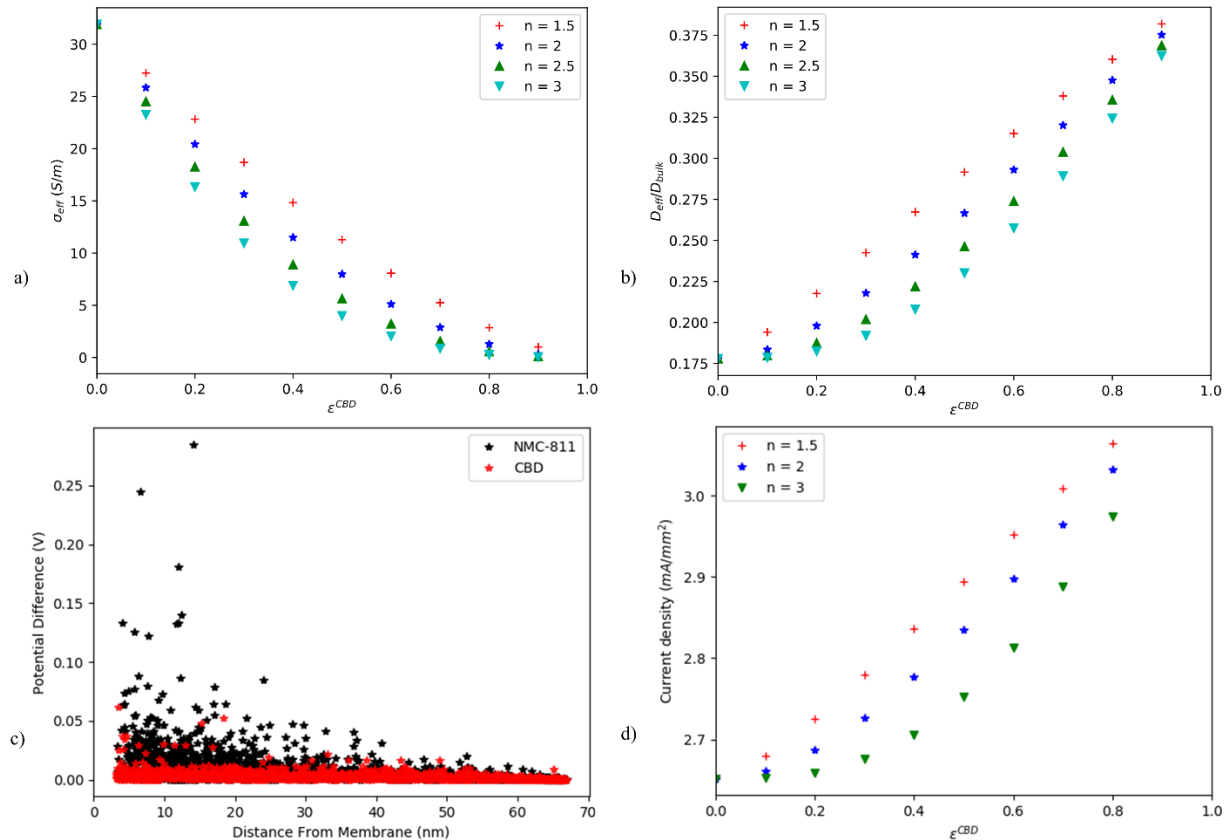 30
25
20
15
10
5
0
σeff (S/m)
0.0
0.2
0.4
0.6
0.8
1.0
εCBD
n = 1.5
n = 2
n = 2.5
n = 3
a)
0.375
0.350
0.325
0.300
0.275
0.250
0.225
0.200
0.175
Deff/Dbulk
0.0
0.2
0.4
0.6
0.8
1.0
εCBD
n = 1.5
n = 2
n = 2.5
n = 3
b)
0.25
0.20
0.15
0.10
0.05
0.00
Potential Difference (V)
0
10
20
30
40
50
60
70
Distance From Membrane (nm)
NMC-811
CBD
c)
3.0
2.9
2.8
2.7
Current density (mA/mm²)
0.0
0.2
0.4
0.6
0.8
1.0
εCBD
n = 1.5
n = 2
n = 3
d)